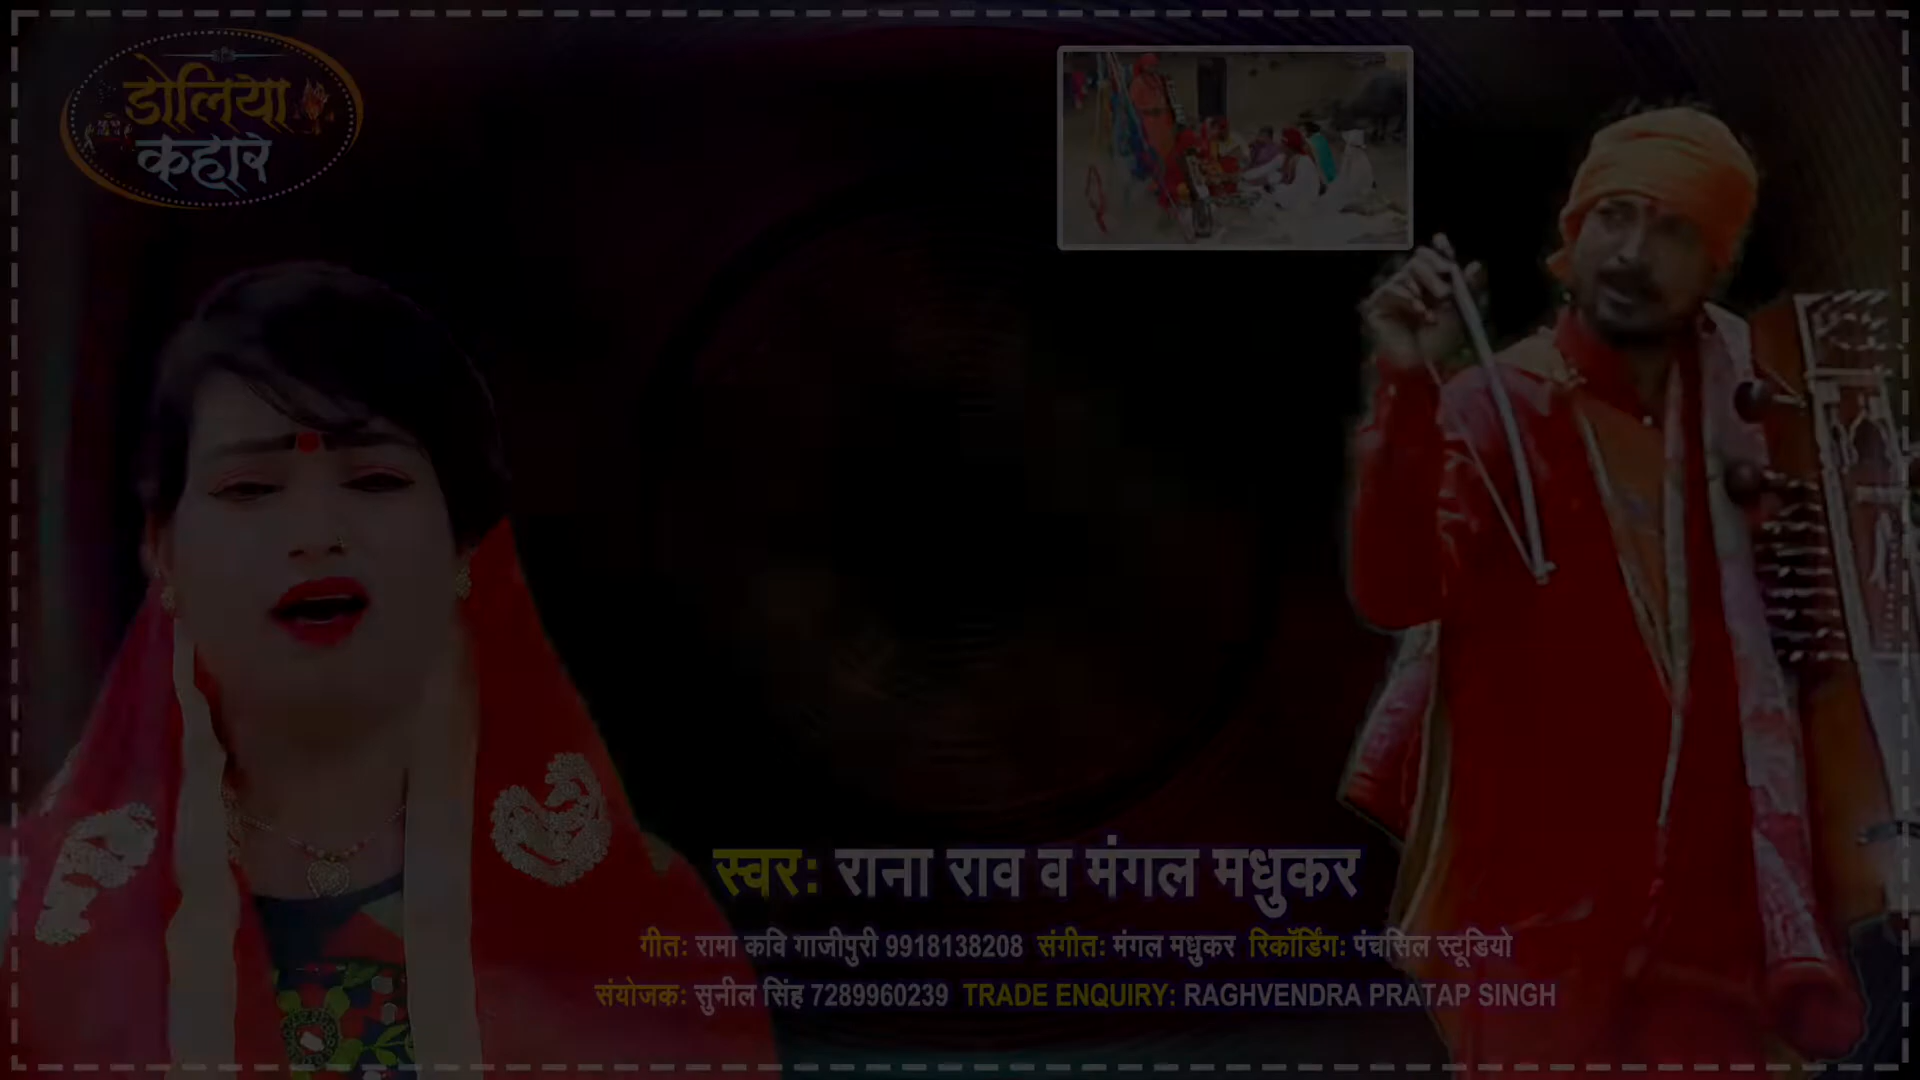 डोलिया
कहारे
स्वर: राना राव व मंगल मधुकर
गीत: रामा कवि गाजीपुरी 9918138208 संगीत: मंगल मधुकर रिकॉर्डिंग: पंचसिल स्टूडियो
संयोजक: सुनील सिंह 7289960239 TRADE ENQUIRY: RAGHVENDRA PRATAP SINGH